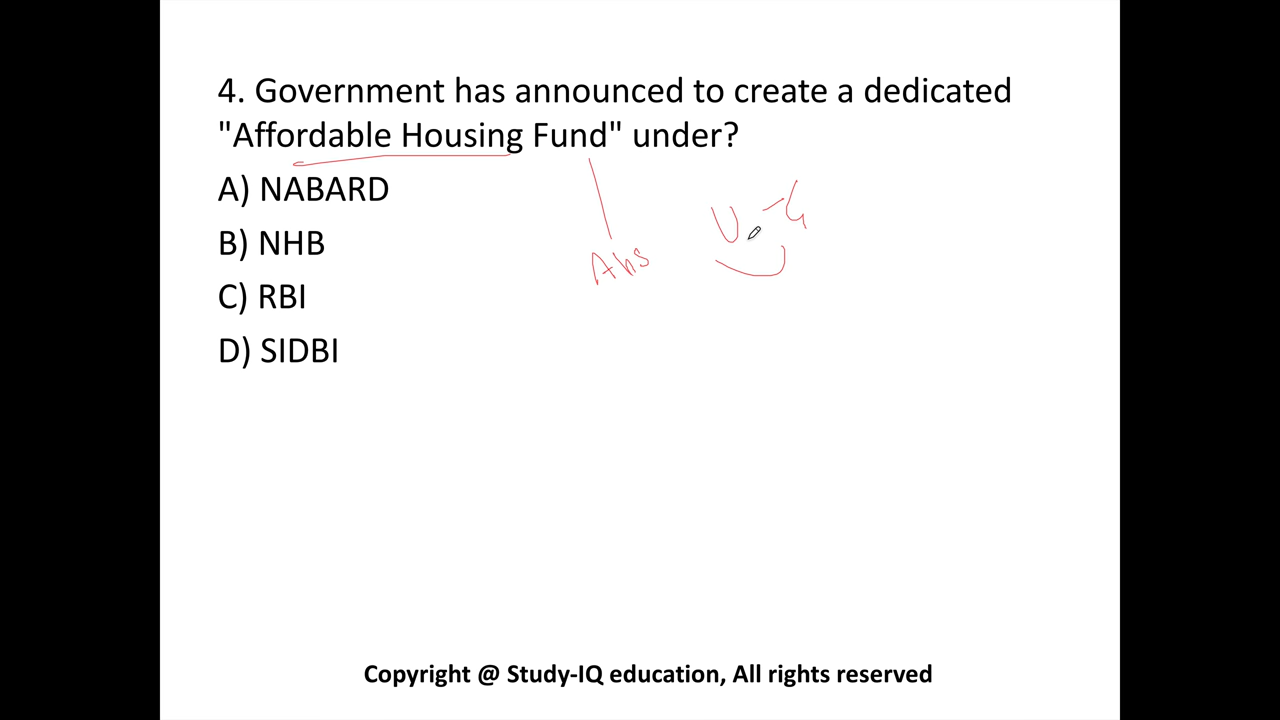 4. Government has announced to create a dedicated
"Affordable Housing Fund" under?
A) NABARD
B) NHB
C) RBI
D) SIDBI
Copyright @ Study-IQ education, All rights reserved